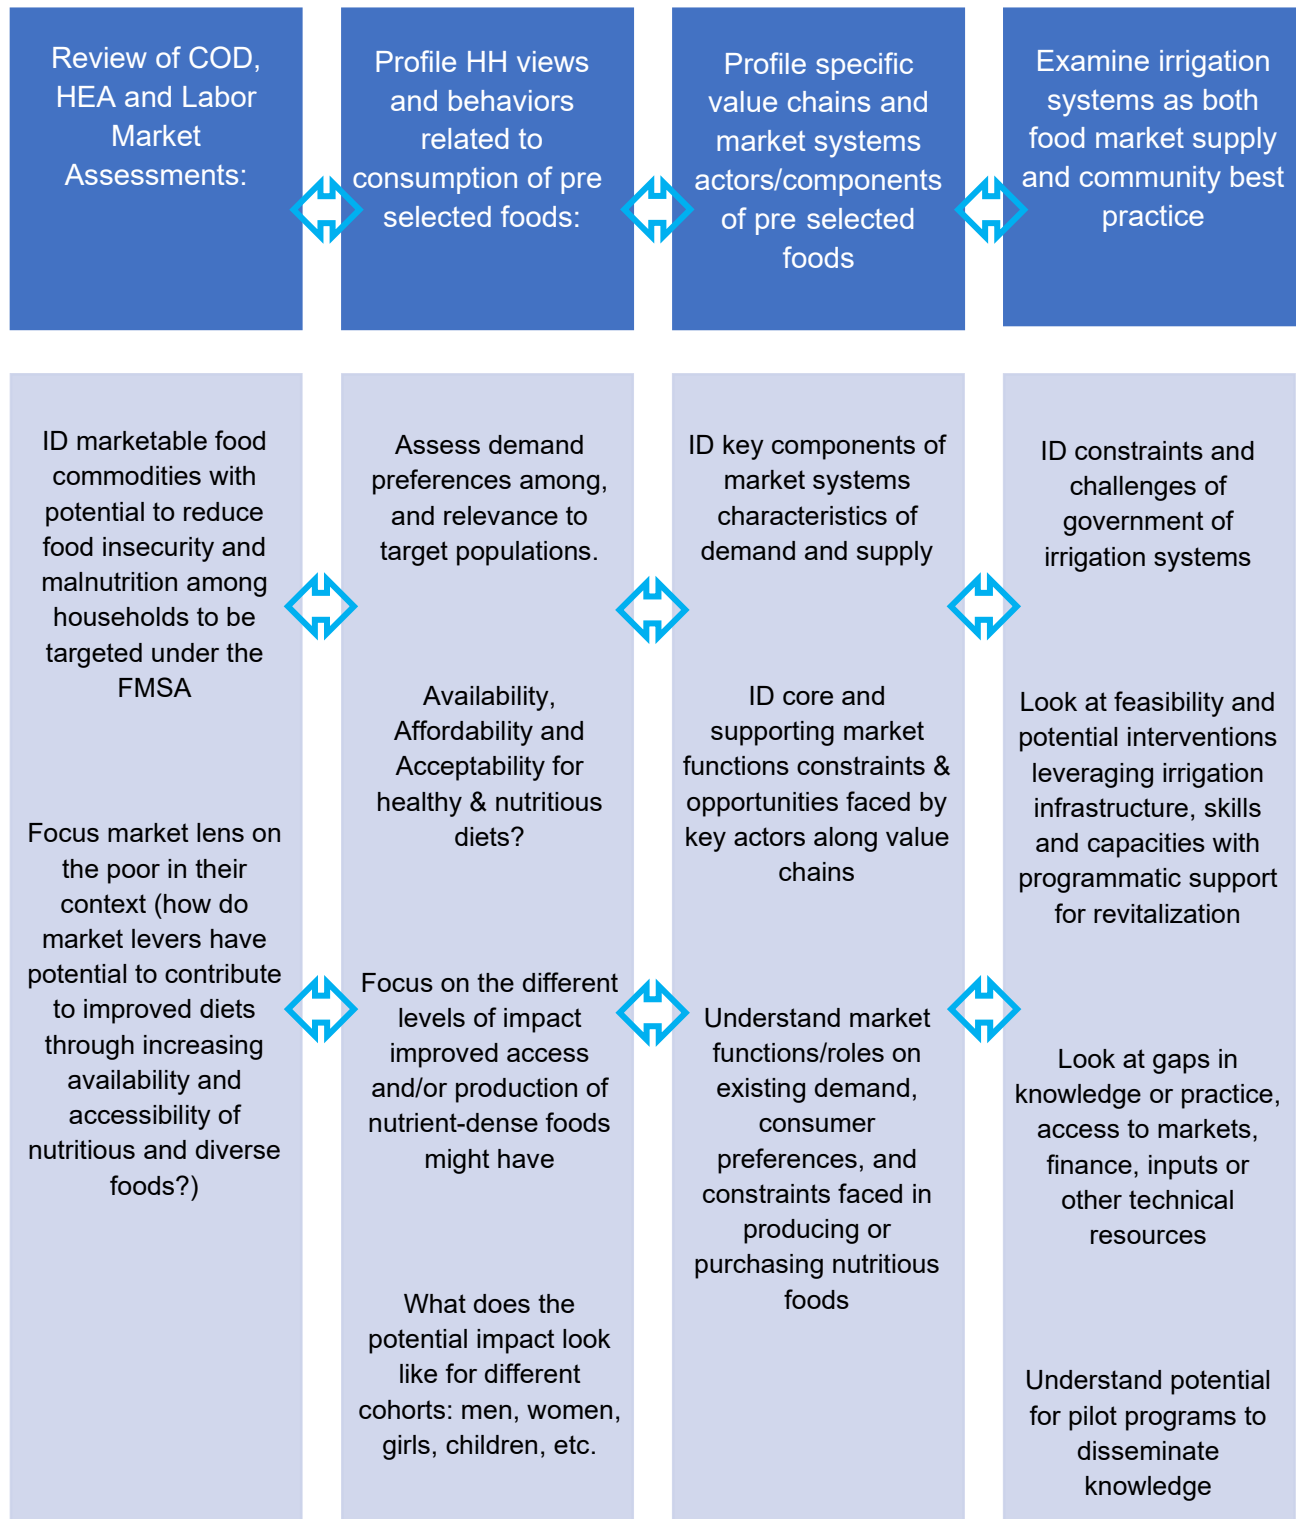 Review of COD,
HEA and Labor
Market
Assessments:
Profile HH views
and behaviors
related to
consumption of pre
selected foods:
Profile specific
value chains and
market systems
actors/components
of pre selected
foods
Examine irrigation
systems as both
food market supply
and community best
practice
ID marketable food
commodities with
potential to reduce
food insecurity and
malnutrition among
households to be
targeted under the
FMSA
Focus market lens on
the poor in their
context (how do
market levers have
potential to contribute
to improved diets
through increasing
availability and
accessibility of
nutritious and diverse
foods?)
Assess demand
preferences among,
and relevance to
target populations.
Availability,
Affordability and
Acceptability for
healthy & nutritious
diets?
Focus on the different
levels of impact
improved access
and/or production of
nutrient-dense foods
might have
What does the
potential impact look
like for different
cohorts: men, women,
girls, children, etc.
ID key components of
market systems
characteristics of
demand and supply
ID core and
supporting market
functions constraints &
opportunities faced by
key actors along value
chains
Understand market
functions/roles on
existing demand,
consumer
preferences, and
constraints faced in
producing or
purchasing nutritious
foods
ID constraints and
challenges of
government of
irrigation systems
Look at feasibility and
potential interventions
leveraging irrigation
infrastructure, skills
and capacities with
programmatic support
for revitalization
Look at gaps in
knowledge or practice,
access to markets,
finance, inputs or
other technical
resources
Understand potential
for pilot programs to
disseminate
knowledge